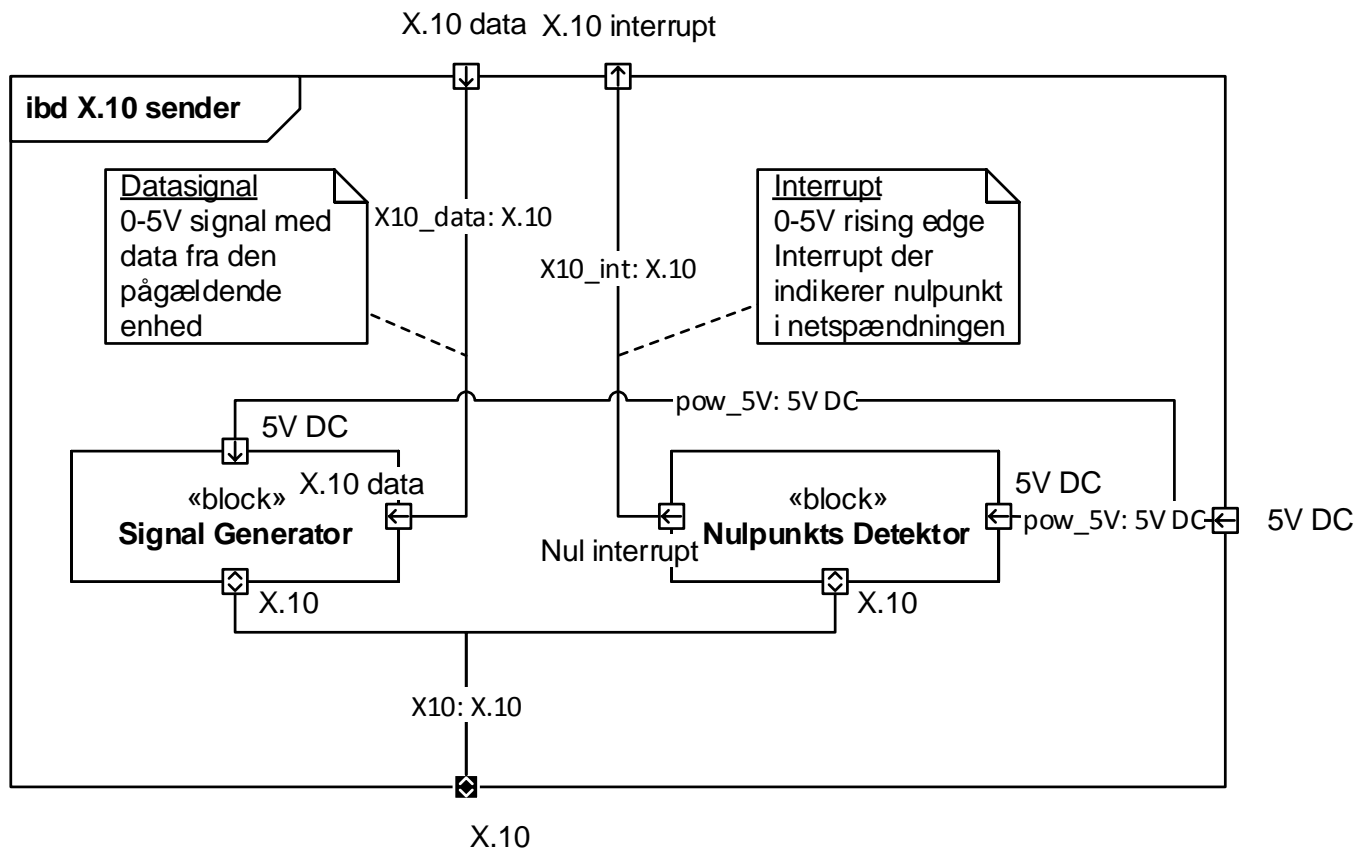 X.10 data X.10 interrupt
ibd X.10 sender
Datasignal
0-5V signal med
data fra den
pågældende
enhed
X10_data: X.10
X10_int: X.10
Interrupt
0-5V rising edge
Interrupt der
indikerer nulpunkt
i netspændningen
pow_5V: 5V DC
5V DC
«block»
Signal Generator
X.10 data
X.10
Nul interrupt
«block»
Nulpunkts Detektor
5V DC
pow_5V: 5V DC
5V DC
X.10
X10: X.10
X.10